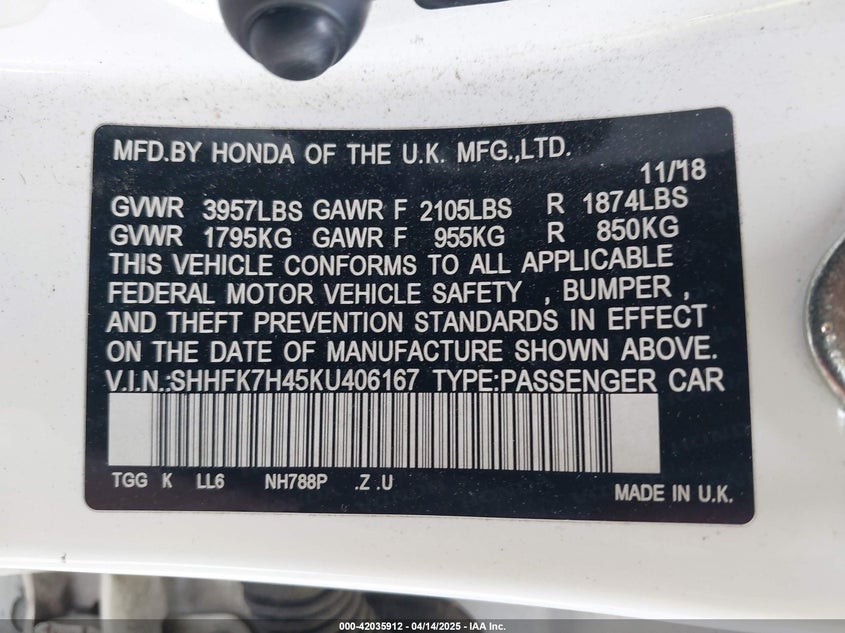 MFD.BY HONDA OF THE U.K. MFG.,LTD.
11/'18
GVWR 3957LBS GAWR F 2105LBS R 1874LBS
GVWR 1795KG GAWR F 955KG R 850KG
THIS VEHICLE CONFORMS TO ALL APPLICABLE
FEDERAL MOTOR VEHICLE SAFETY , BUMPER ,
AND THEFT PREVENTION STANDARDS IN EFFECT
ON THE DATE OF MANUFACTURE SHOWN ABOVE.
V.I.N.:SHHFK7H45KU406167 TYPE:PASSENGER CAR
TGG K LL6 NH788P .Z .U
MADE IN U.K.
000-42035912 - 04/14/2025 - IAA Inc.